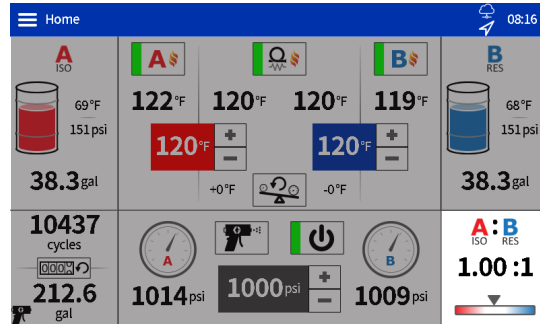 Home
08:16
A
ISO
69°F
151psi
38.3gal
A
B
122°F
120°F
120°F
119°F
120°F
+
−
120°F
+
−
+0°F
-0°F
B
RES
68°F
151psi
38.3gal
10437
cycles
000
212.6
gal
A
1014psi
1000psi
+
−
B
1009psi
A:B
ISO RES
1.00:1